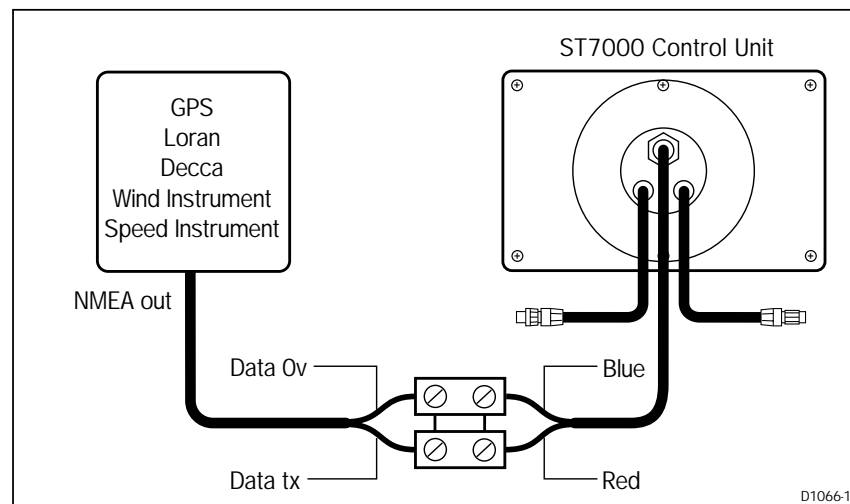 ST7000 Control Unit
GPS
Loran
Decca
Wind Instrument
Speed Instrument
NMEA out
Data 0v
Blue
Data tx
Red
D1066-1